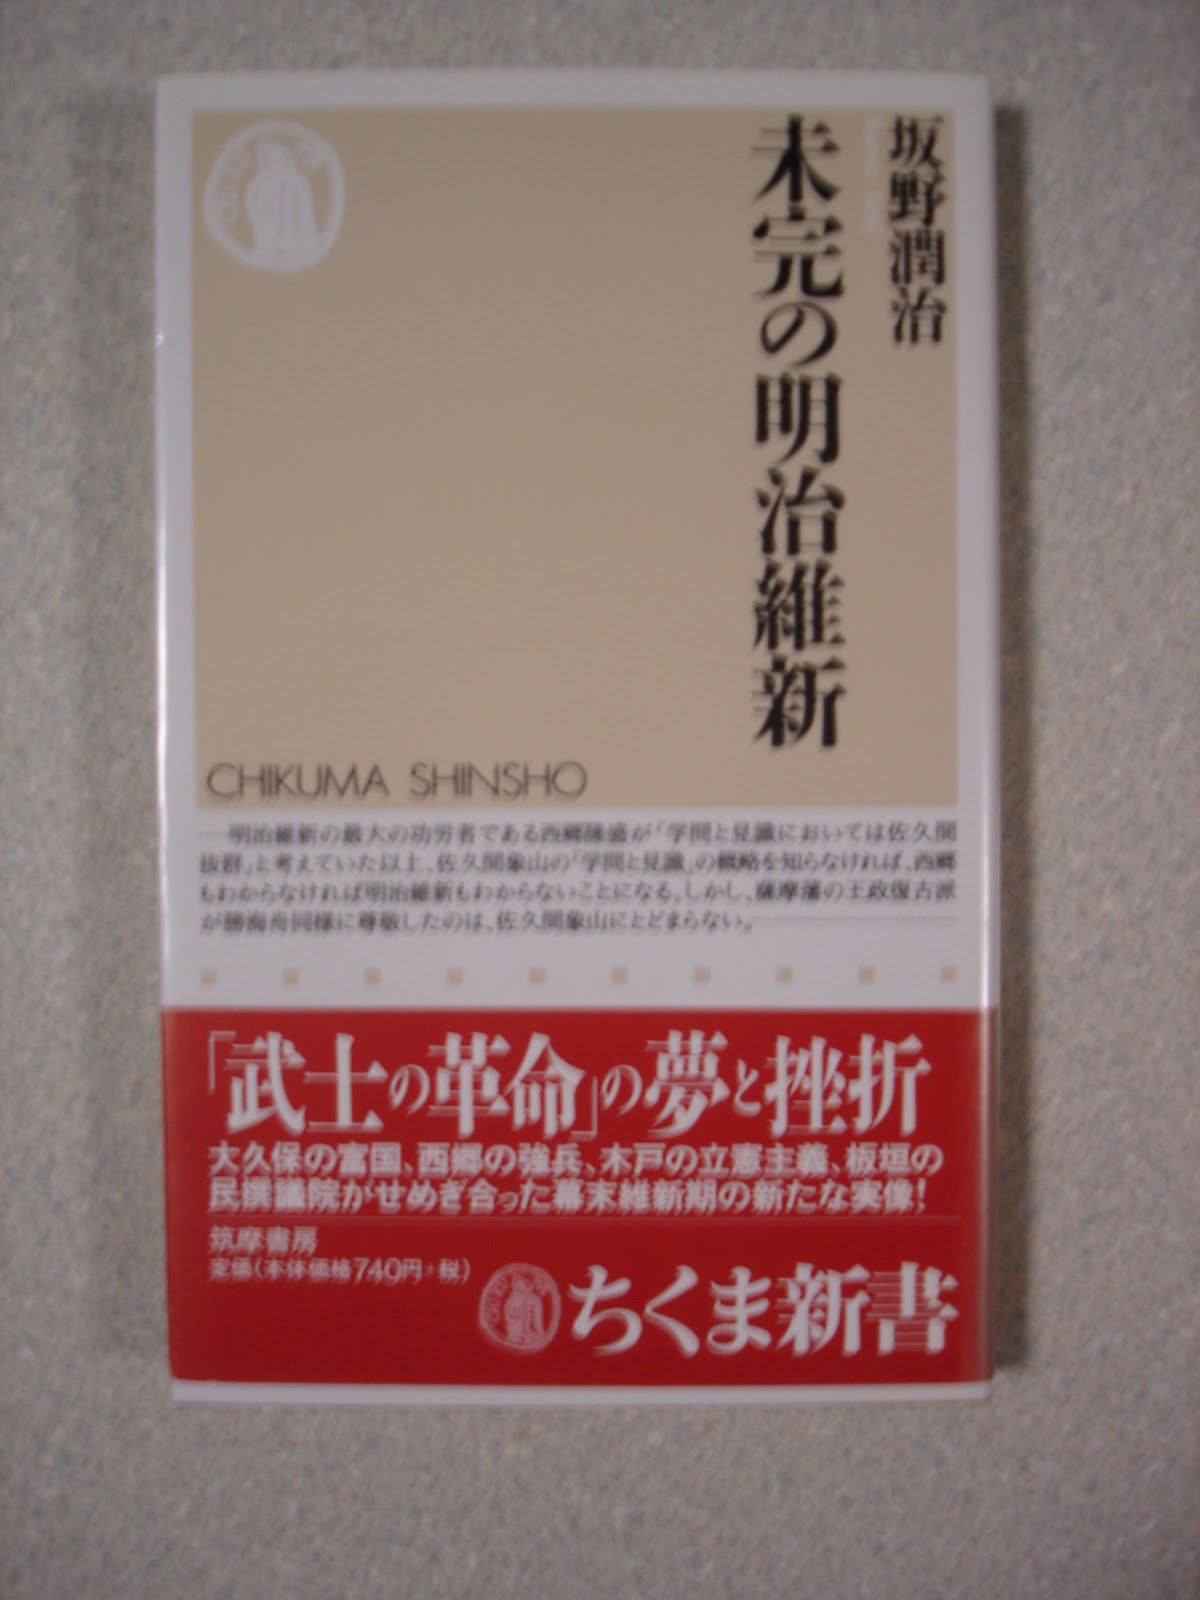 坂野潤治
未完の明治維新
CHIKUMA SHINSHO
―明治維新の最大の功労者である西郷隆盛が「学問と見識においては佐久間
抜群」と考えていた以上、佐久間象山の「学問と見識」の概略を知らなければ、西郷
もわからなければ明治維新もわからないことになる。しかし、薩摩藩の王政復古派
が勝海舟同様に尊敬したのは、佐久間象山にとどまらない。―
「武士の革命」の夢と挫折
大久保の富国、西郷の強兵、木戸の立憲主義、板垣の
民撰議院がせめぎ合った幕末維新期の新たな実像!
筑摩書房
定価(本体価格740円+税)
ちくま新書